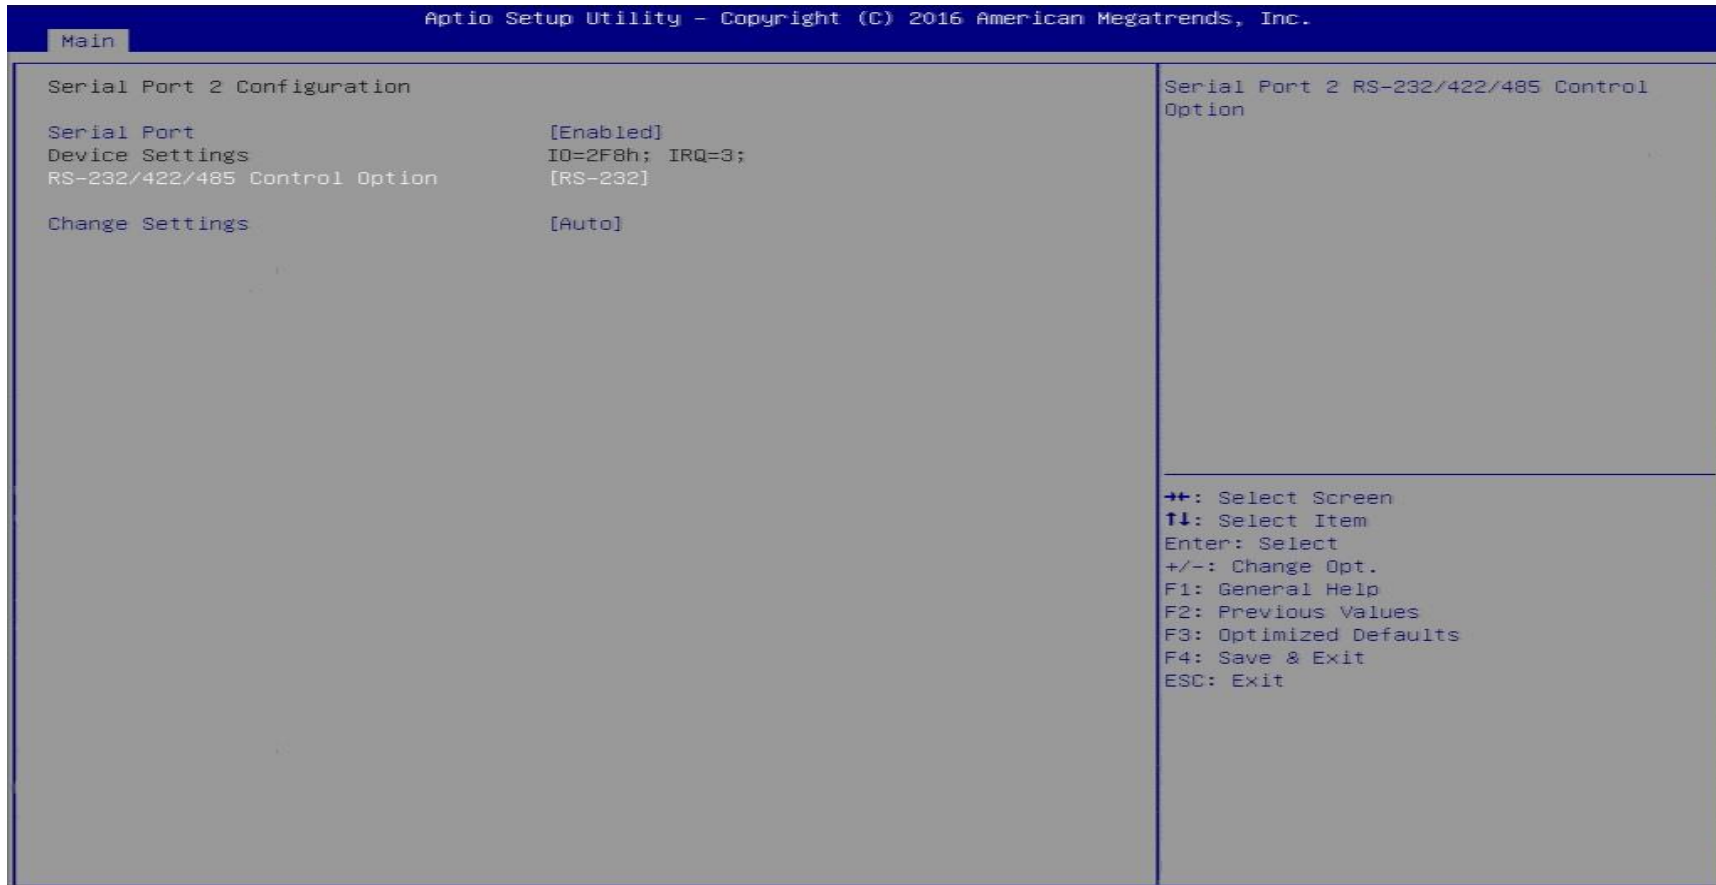 Aptio Setup Utility – Copyright (C) 2016 American Megatrends, Inc.
Main
Serial Port 2 Configuration
Serial Port [Enabled]
Device Settings IO=2F8h; IRQ=3;
RS-232/422/485 Control Option [RS-232]
Change Settings [Auto]
Serial Port 2 RS-232/422/485 Control
Option
→←: Select Screen
↑↓: Select Item
Enter: Select
+/-: Change Opt.
F1: General Help
F2: Previous Values
F3: Optimized Defaults
F4: Save & Exit
ESC: Exit